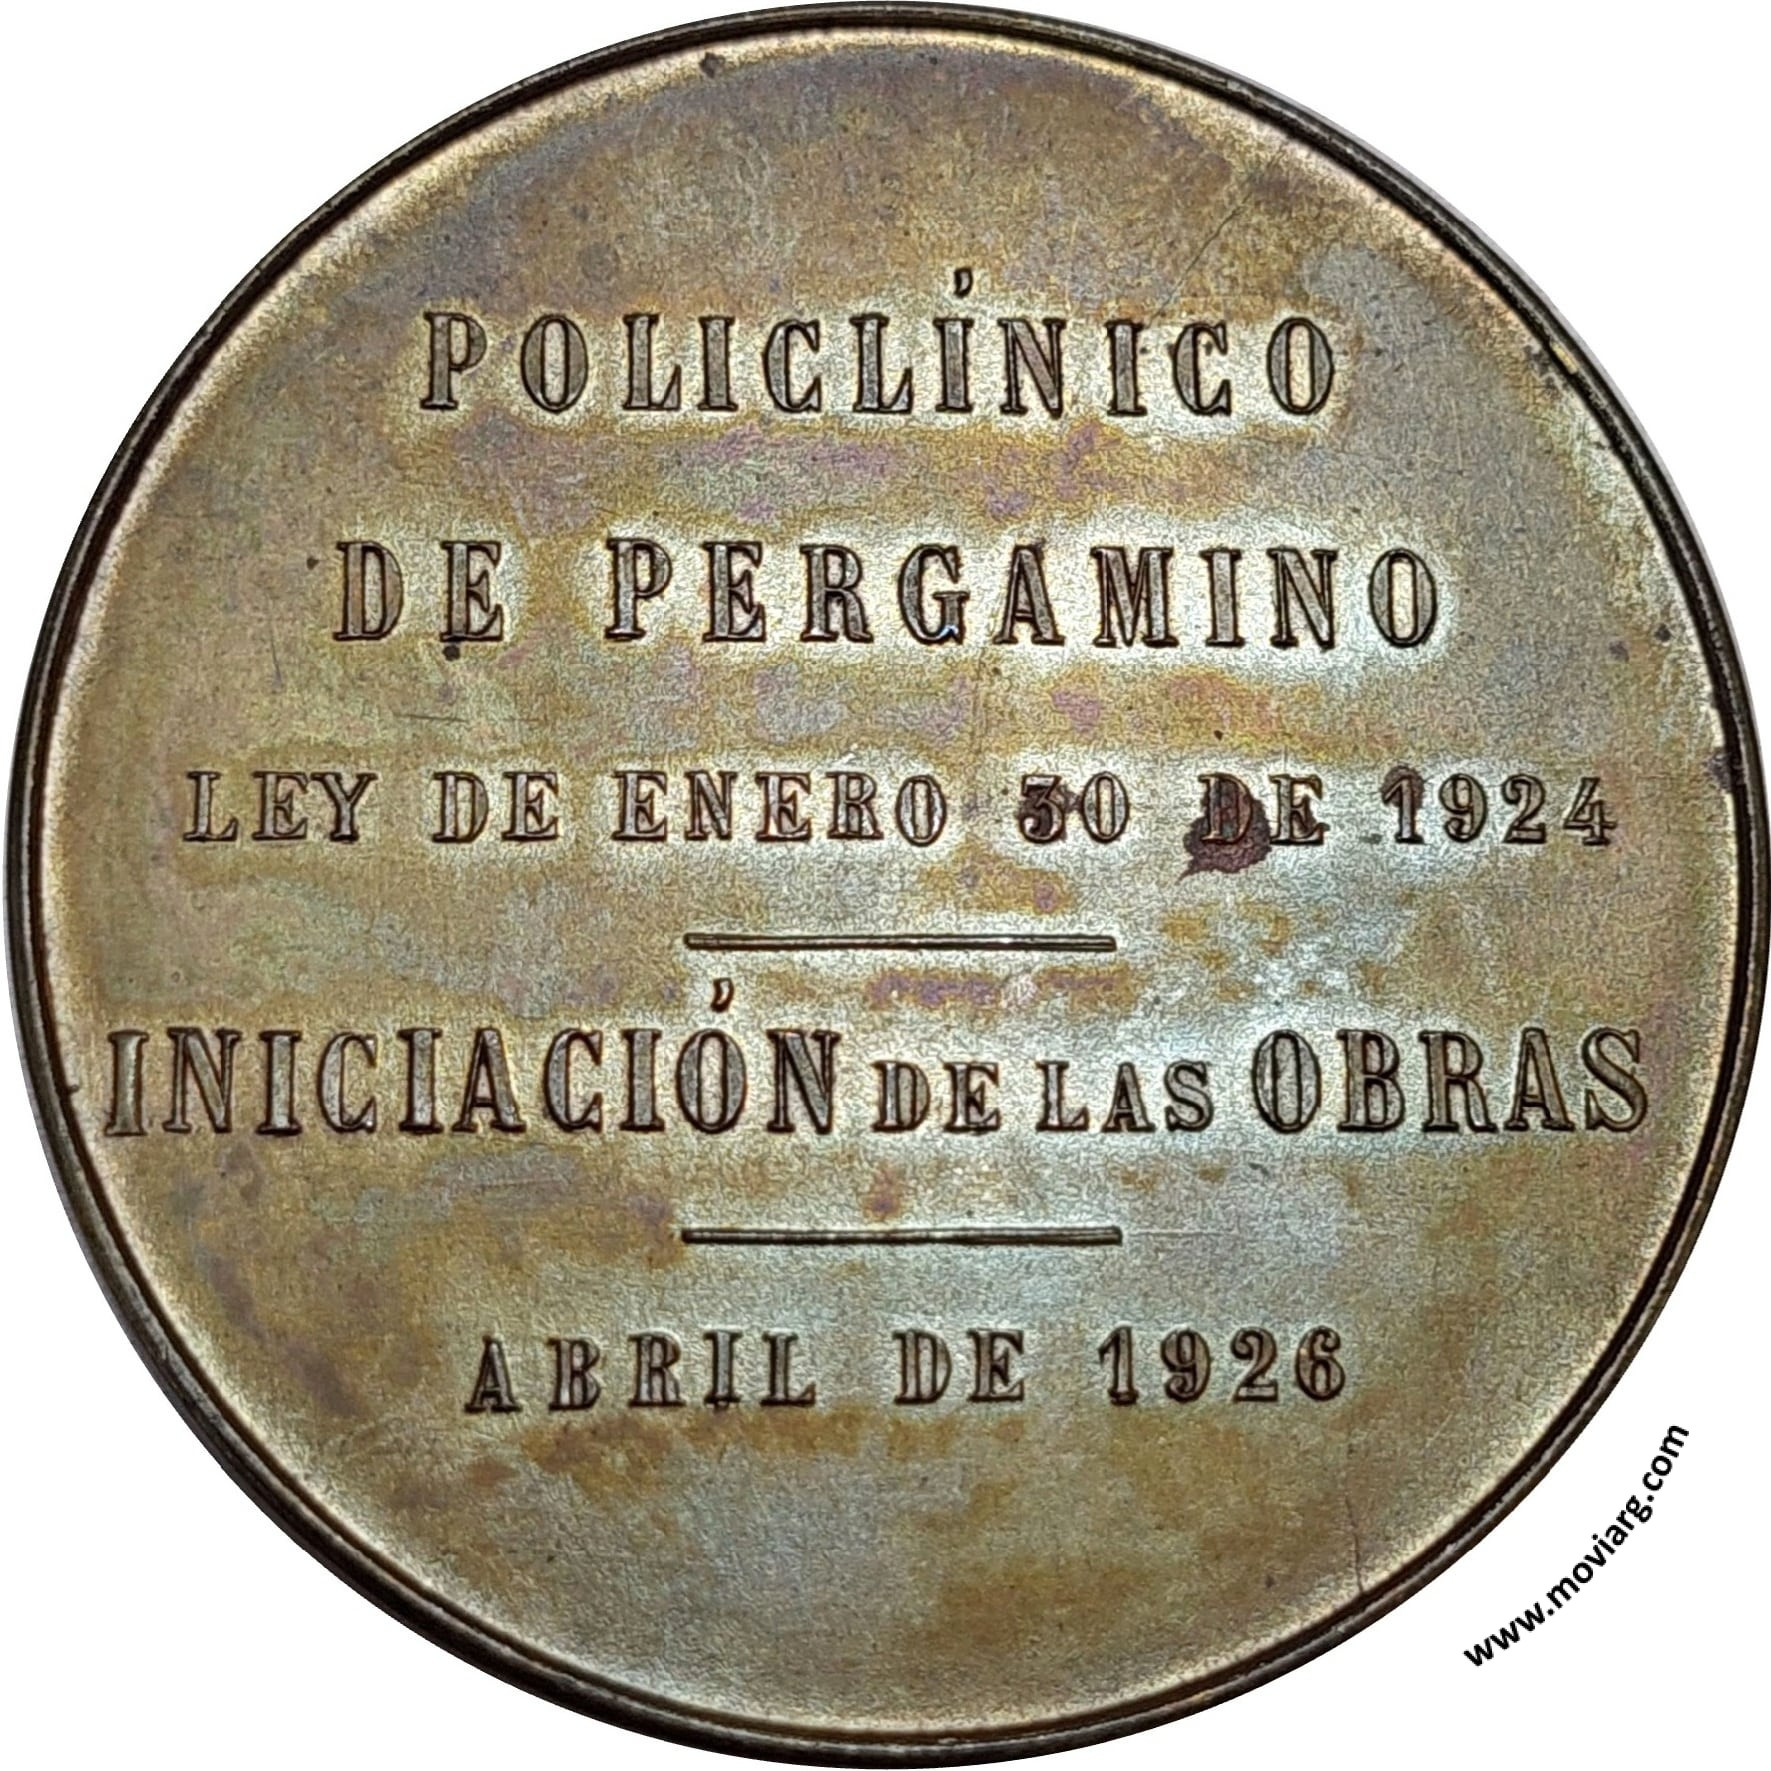 POLICLÍNICO
DE PERGAMINO
LEY DE ENERO 30 DE 1924
INICIACIÓN DE LAS OBRAS
ABRIL DE 1926
www.moviarg.com